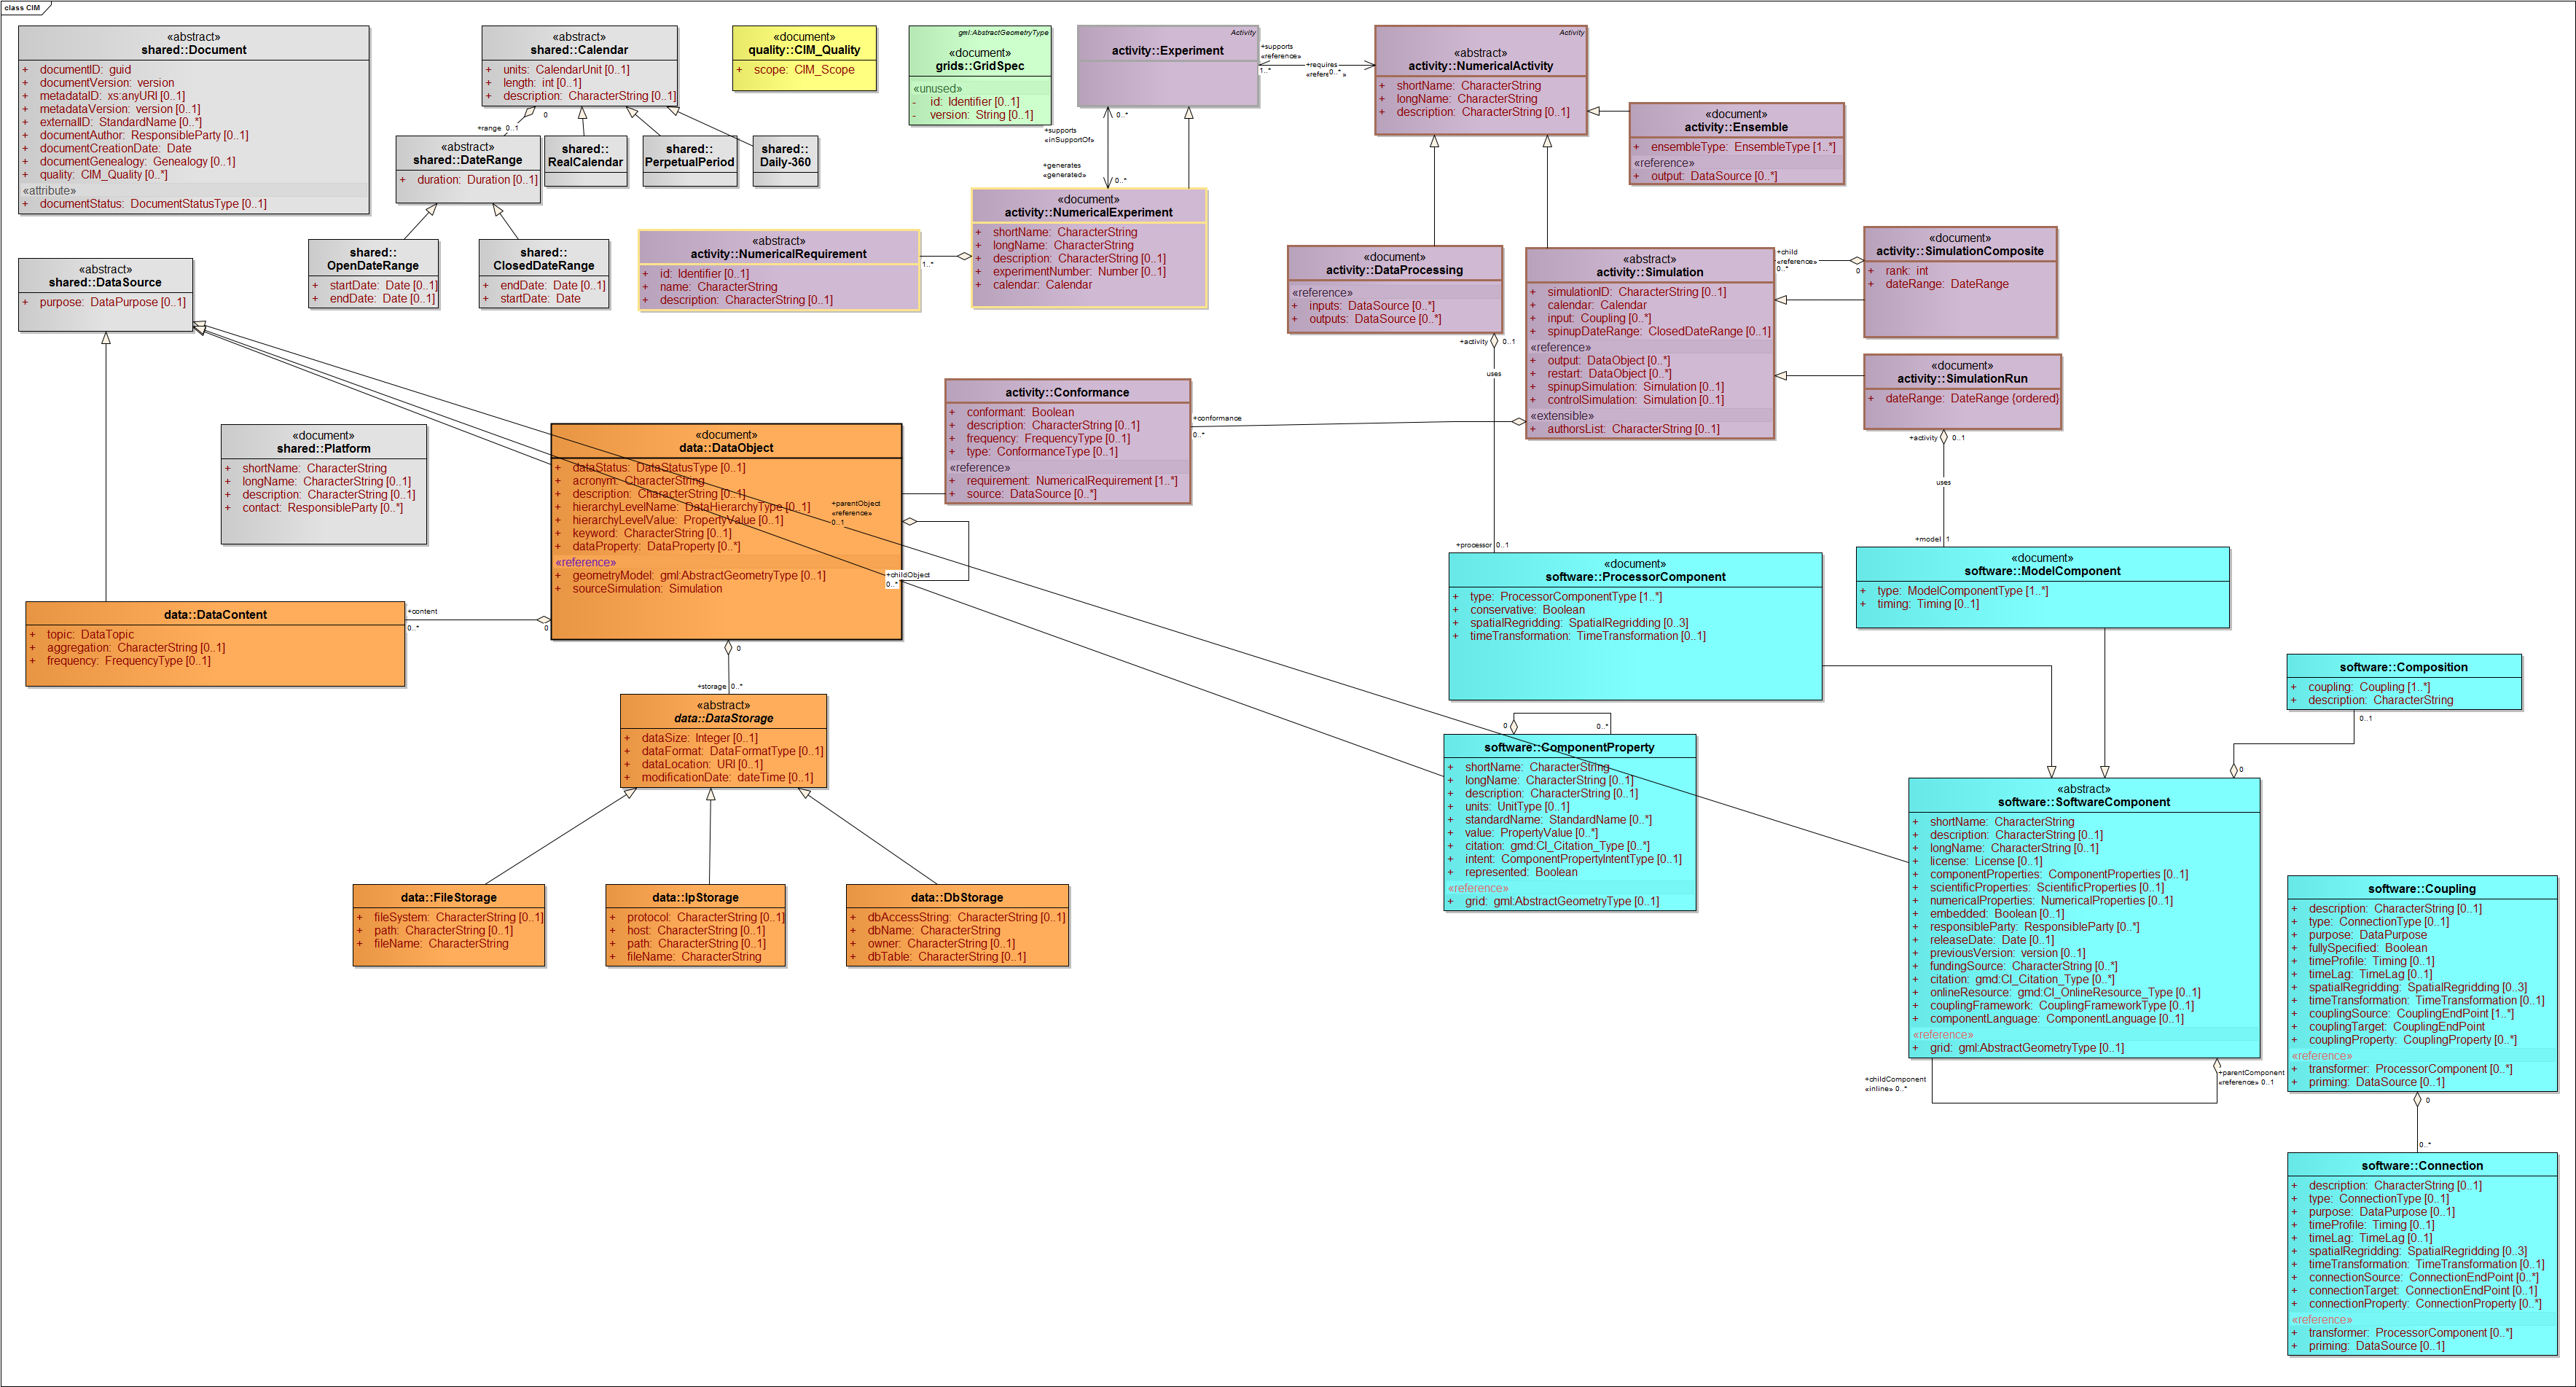 class CIM
«abstract»
shared::Document
+ documentID: guid
+ documentVersion: version
+ metadataID: xs:anyURI [0..1]
+ metadataVersion: version [0..1]
+ externalID: StandardName [0..*]
+ documentAuthor: ResponsibleParty [0..1]
+ documentCreationDate: Date
+ documentGenealogy: Genealogy [0..1]
+ quality: CIM_Quality [0..*]
«attribute»
+ documentStatus: DocumentStatusType [0..1]
«abstract»
shared::Calendar
+ units: CalendarUnit [0..1]
+ length: int [0..1]
+ description: CharacterString [0..1]
+range 0..1
0
«abstract»
shared::DateRange
+ duration: Duration [0..1]
shared::
RealCalendar
shared::
PerpetualPeriod
shared::
Daily-360
shared::
OpenDateRange
+ startDate: Date [0..1]
+ endDate: Date [0..1]
shared::
ClosedDateRange
+ endDate: Date [0..1]
+ startDate: Date
«document»
quality::CIM_Quality
+ scope: CIM_Scope
gml:AbstractGeometryType
«document»
grids::GridSpec
«unused»
- id: Identifier [0..1]
- version: String [0..1]
Activity
activity::Experiment
+supports
«reference»
1..*
+requires
«refere0..*»
+supports
«inSupportOf»
0..*
+generates
«generated»
0..*
Activity
«abstract»
activity::NumericalActivity
+ shortName: CharacterString
+ longName: CharacterString
+ description: CharacterString [0..1]
«document»
activity::Ensemble
+ ensembleType: EnsembleType [1..*]
«reference»
+ output: DataSource [0..*]
«document»
activity::NumericalExperiment
+ shortName: CharacterString
+ longName: CharacterString
+ description: CharacterString [0..1]
+ experimentNumber: Number [0..1]
+ calendar: Calendar
«abstract»
activity::NumericalRequirement
+ id: Identifier [0..1]
+ name: CharacterString
+ description: CharacterString [0..1]
1..*
«document»
activity::DataProcessing
«reference»
+ inputs: DataSource [0..*]
+ outputs: DataSource [0..*]
+activity 0..1
uses
+processor 0..1
«abstract»
activity::Simulation
+ simulationID: CharacterString [0..1]
+ calendar: Calendar
+ input: Coupling [0..*]
+ spinupDateRange: ClosedDateRange [0..1]
«reference»
+ output: DataObject [0..*]
+ restart: DataObject [0..*]
+ spinupSimulation: Simulation [0..1]
+ controlSimulation: Simulation [0..1]
«extensible»
+ authorsList: CharacterString [0..1]
+child
«reference»
0..*
0
«document»
activity::SimulationComposite
+ rank: int
+ dateRange: DateRange
«document»
activity::SimulationRun
+ dateRange: DateRange {ordered}
+activity 0..1
uses
+model 1
«abstract»
shared::DataSource
+ purpose: DataPurpose [0..1]
«document»
shared::Platform
+ shortName: CharacterString
+ longName: CharacterString [0..1]
+ description: CharacterString [0..1]
+ contact: ResponsibleParty [0..*]
«document»
data::DataObject
+ dataStatus: DataStatusType [0..1]
+ acronym: CharacterString
+ description: CharacterString [0..1]
+ hierarchyLevelName: DataHierarchyType [0..1]
+ hierarchyLevelValue: PropertyValue [0..1]
+ keyword: CharacterString [0..1]
+ dataProperty: DataProperty [0..*]
«reference»
+ geometryModel: gml:AbstractGeometryType [0..1]
+ sourceSimulation: Simulation
+parentObject
«reference»
0..1
+childObject
0..*
activity::Conformance
+ conformant: Boolean
+ description: CharacterString [0..1]
+ frequency: FrequencyType [0..1]
+ type: ConformanceType [0..1]
«reference»
+ requirement: NumericalRequirement [1..*]
+ source: DataSource [0..*]
+conformance
0..*
data::DataContent
+ topic: DataTopic
+ aggregation: CharacterString [0..1]
+ frequency: FrequencyType [0..1]
+content
0..*
0
0
+storage 0..*
«abstract»
data::DataStorage
+ dataSize: Integer [0..1]
+ dataFormat: DataFormatType [0..1]
+ dataLocation: URI [0..1]
+ modificationDate: dateTime [0..1]
data::FileStorage
+ fileSystem: CharacterString [0..1]
+ path: CharacterString [0..1]
+ fileName: CharacterString
data::IpStorage
+ protocol: CharacterString [0..1]
+ host: CharacterString [0..1]
+ path: CharacterString [0..1]
+ fileName: CharacterString
data::DbStorage
+ dbAccessString: CharacterString [0..1]
+ dbName: CharacterString
+ owner: CharacterString [0..1]
+ dbTable: CharacterString [0..1]
«document»
software::ProcessorComponent
+ type: ProcessorComponentType [1..*]
+ conservative: Boolean
+ spatialRegridding: SpatialRegridding [0..3]
+ timeTransformation: TimeTransformation [0..1]
«document»
software::ModelComponent
+ type: ModelComponentType [1..*]
+ timing: Timing [0..1]
0
0..*
software::ComponentProperty
+ shortName: CharacterString
+ longName: CharacterString [0..1]
+ description: CharacterString [0..1]
+ units: UnitType [0..1]
+ standardName: StandardName [0..*]
+ value: PropertyValue [0..*]
+ citation: gmd:CI_Citation_Type [0..*]
+ intent: ComponentPropertyIntentType [0..1]
+ represented: Boolean
«reference»
+ grid: gml:AbstractGeometryType [0..1]
software::Composition
+ coupling: Coupling [1..*]
+ description: CharacterString
0..1
0
«abstract»
software::SoftwareComponent
+ shortName: CharacterString
+ description: CharacterString [0..1]
+ longName: CharacterString [0..1]
+ license: License [0..1]
+ componentProperties: ComponentProperties [0..1]
+ scientificProperties: ScientificProperties [0..1]
+ numericalProperties: NumericalProperties [0..1]
+ embedded: Boolean [0..1]
+ responsibleParty: ResponsibleParty [0..*]
+ releaseDate: Date [0..1]
+ previousVersion: version [0..1]
+ fundingSource: CharacterString [0..*]
+ citation: gmd:CI_Citation_Type [0..*]
+ onlineResource: gmd:CI_OnlineResource_Type [0..1]
+ couplingFramework: CouplingFrameworkType [0..1]
+ componentLanguage: ComponentLanguage [0..1]
«reference»
+ grid: gml:AbstractGeometryType [0..1]
+childComponent
«inline» 0..*
+parentComponent
«reference» 0..1
software::Coupling
+ description: CharacterString [0..1]
+ type: ConnectionType [0..1]
+ purpose: DataPurpose
+ fullySpecified: Boolean
+ timeProfile: Timing [0..1]
+ timeLag: TimeLag [0..1]
+ spatialRegridding: SpatialRegridding [0..3]
+ timeTransformation: TimeTransformation [0..1]
+ couplingSource: CouplingEndPoint [1..*]
+ couplingTarget: CouplingEndPoint
+ couplingProperty: CouplingProperty [0..*]
«reference»
+ transformer: ProcessorComponent [0..*]
+ priming: DataSource [0..1]
0
0..*
software::Connection
+ description: CharacterString [0..1]
+ type: ConnectionType [0..1]
+ purpose: DataPurpose [0..1]
+ timeProfile: Timing [0..1]
+ timeLag: TimeLag [0..1]
+ spatialRegridding: SpatialRegridding [0..3]
+ timeTransformation: TimeTransformation [0..1]
+ connectionSource: ConnectionEndPoint [0..*]
+ connectionTarget: ConnectionEndPoint [0..1]
+ connectionProperty: ConnectionProperty [0..*]
«reference»
+ transformer: ProcessorComponent [0..*]
+ priming: DataSource [0..1]